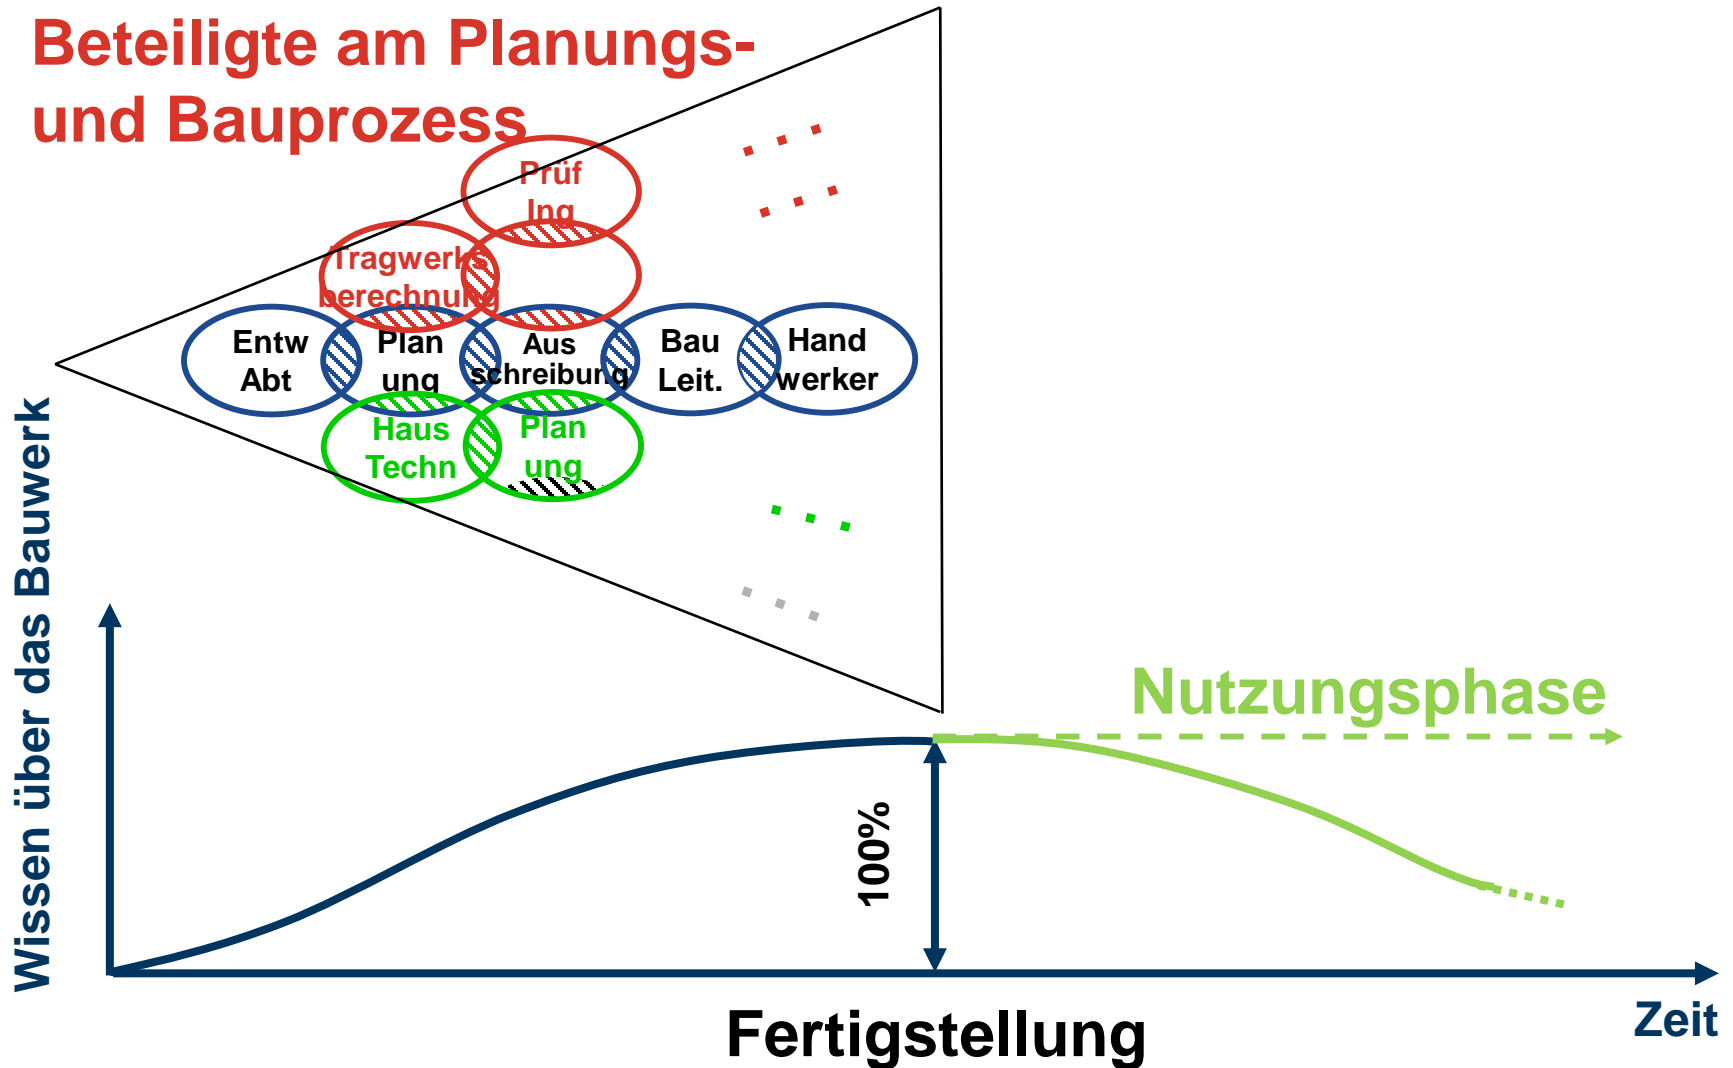 Beteiligte am Planungs-
und Bauprozess
Prüf
Ing
Tragwerks
berechnung
Entw
Abt
Plan
ung
Aus
schreibung
Bau
Leit.
Hand
werker
Haus
Techn
Plan
ung
Wissen über das Bauwerk
Nutzungsphase
100%
Fertigstellung
Zeit